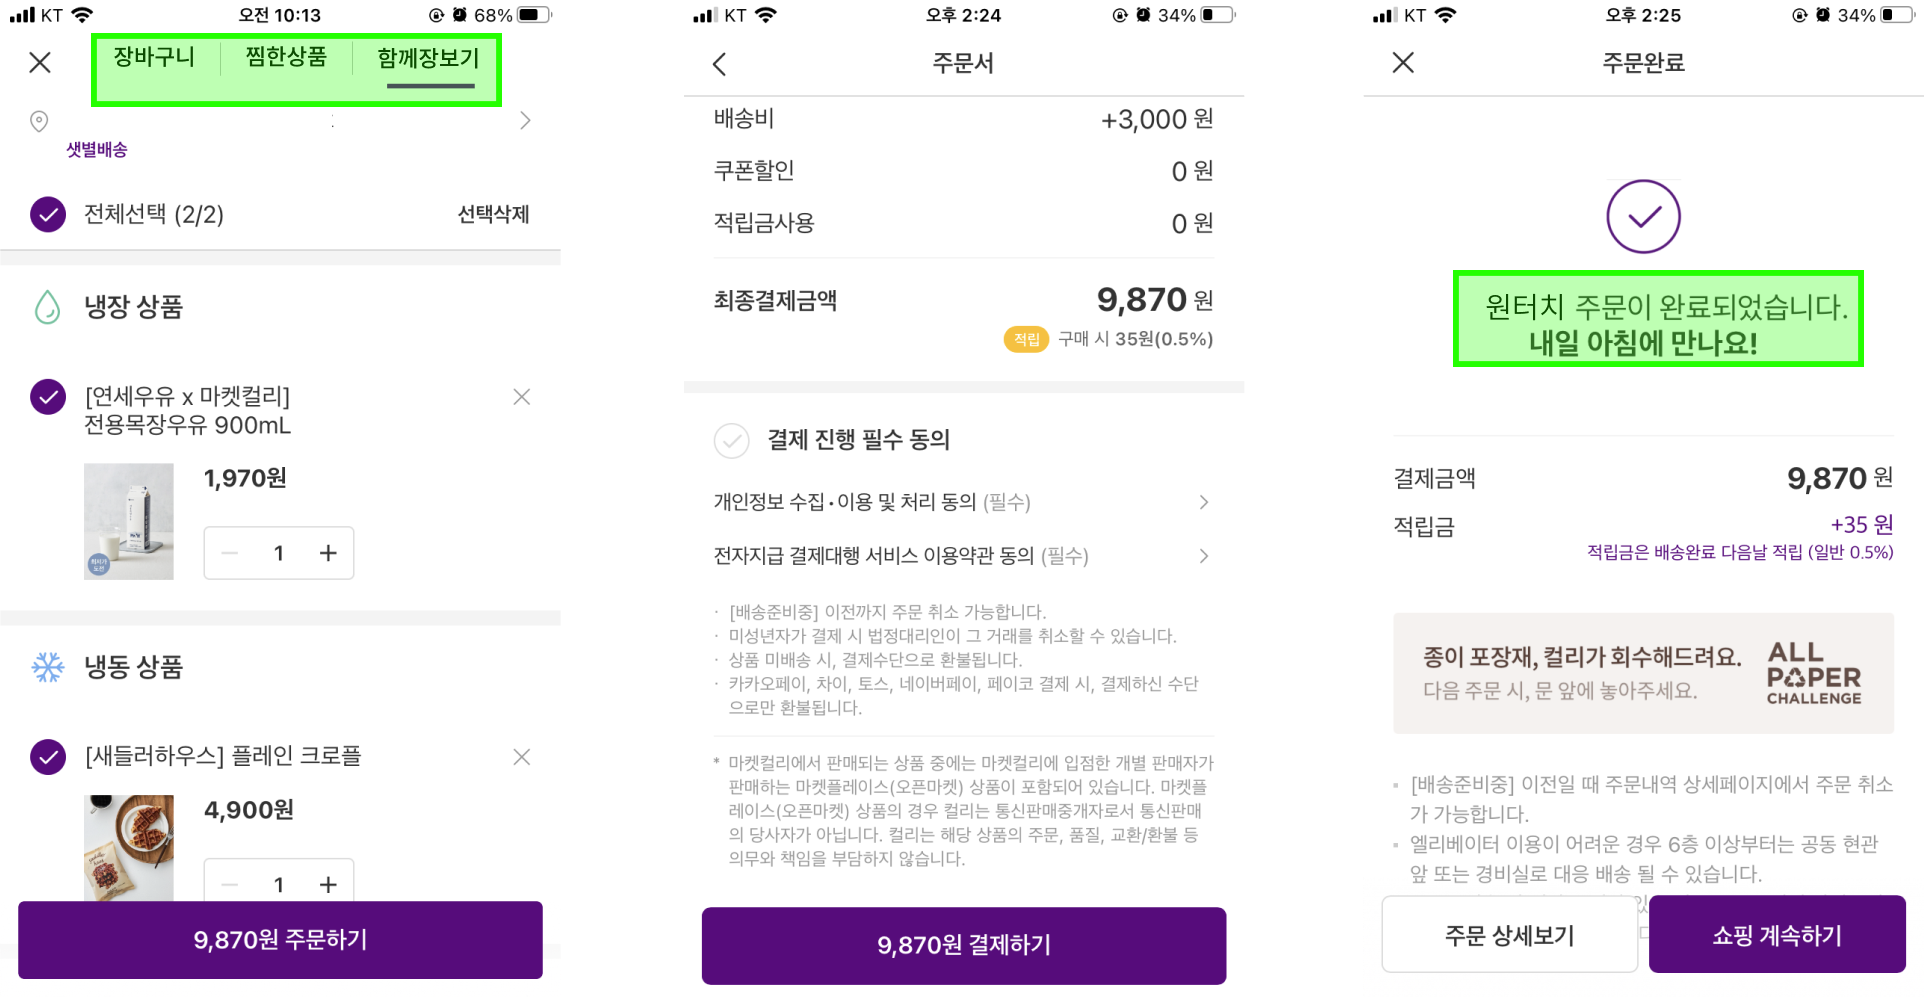 KT
오전 10:13
68%
장바구니
찜한상품
함께장보기
샛별배송
전체선택 (2/2)
선택삭제
냉장 상품
[연세우유 x 마켓컬리]
전용목장우유 900mL
1,970원
1
냉동 상품
[새들러하우스] 플레인 크로플
4,900원
1
9,870원 주문하기
KT
오후 2:24
34%
주문서
배송비
+3,000 원
쿠폰할인
0 원
적립금사용
0 원
최종결제금액
9,870 원
적립 구매 시 35원(0.5%)
결제 진행 필수 동의
개인정보 수집·이용 및 처리 동의 (필수)
전자지급 결제대행 서비스 이용약관 동의 (필수)
· [배송준비중] 이전까지 주문 취소 가능합니다.
· 미성년자가 결제 시 법정대리인이 그 거래를 취소할 수 있습니다.
· 상품 미배송 시, 결제수단으로 환불됩니다.
· 카카오페이, 차이, 토스, 네이버페이, 페이코 결제 시, 결제하신 수단
으로만 환불됩니다.
* 마켓컬리에서 판매되는 상품 중에는 마켓컬리에 입점한 개별 판매자가
판매하는 마켓플레이스(오픈마켓) 상품이 포함되어 있습니다. 마켓플
레이스(오픈마켓) 상품의 경우 컬리는 통신판매중개자로서 통신판매
의 당사자가 아닙니다. 컬리는 해당 상품의 주문, 품질, 교환/환불 등
의무와 책임을 부담하지 않습니다.
9,870원 결제하기
KT
오후 2:25
34%
주문완료
원터치 주문이 완료되었습니다.
내일 아침에 만나요!
결제금액
9,870 원
적립금
+35 원
적립금은 배송완료 다음날 적립 (일반 0.5%)
종이 포장재, 컬리가 회수해드려요.
다음 주문 시, 문 앞에 놓아주세요.
ALL
PAPER
CHALLENGE
[배송준비중] 이전일 때 주문내역 상세페이지에서 주문 취소
가 가능합니다.
엘리베이터 이용이 어려운 경우 6층 이상부터는 공동 현관
앞 또는 경비실로 대응 배송 될 수 있습니다.
주문 상세보기
쇼핑 계속하기